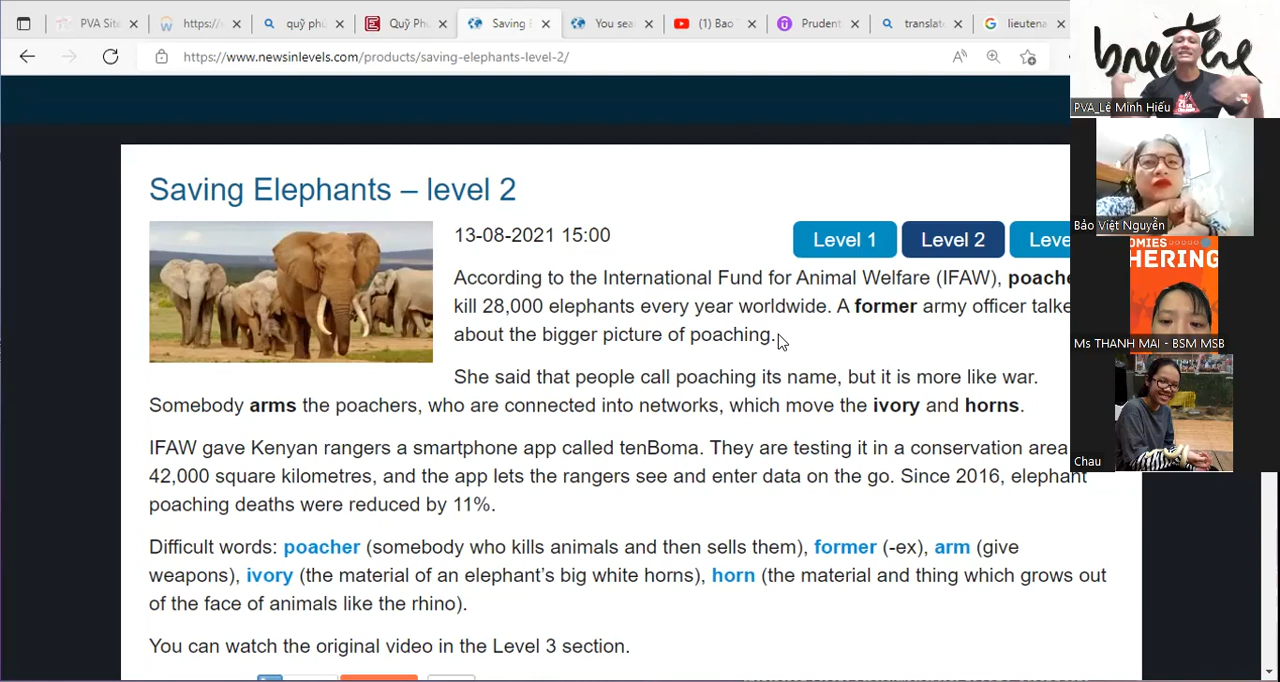 PVA Site
https://v
quỹ phú
Quỹ Ph
Saving E
You sea
(1) Bao T
Prudent
translato
lieutena
https://www.newsinlevels.com/products/saving-elephants-level-2/
Saving Elephants – level 2
13-08-2021 15:00
Level 1
Level 2
Leve
According to the International Fund for Animal Welfare (IFAW), poache
kill 28,000 elephants every year worldwide. A former army officer talke
about the bigger picture of poaching.
She said that people call poaching its name, but it is more like war.
Somebody arms the poachers, who are connected into networks, which move the ivory and horns.
IFAW gave Kenyan rangers a smartphone app called tenBoma. They are testing it in a conservation area
42,000 square kilometres, and the app lets the rangers see and enter data on the go. Since 2016, elephant
poaching deaths were reduced by 11%.
Difficult words: poacher (somebody who kills animals and then sells them), former (-ex), arm (give
weapons), ivory (the material of an elephant's big white horns), horn (the material and thing which grows out
of the face of animals like the rhino).
You can watch the original video in the Level 3 section.
breathe
PVA_Lê Minh Hiếu
Bảo Việt Nguyễn
OMIES
HERING
Ms THANH MAI - BSM MSB
Chau